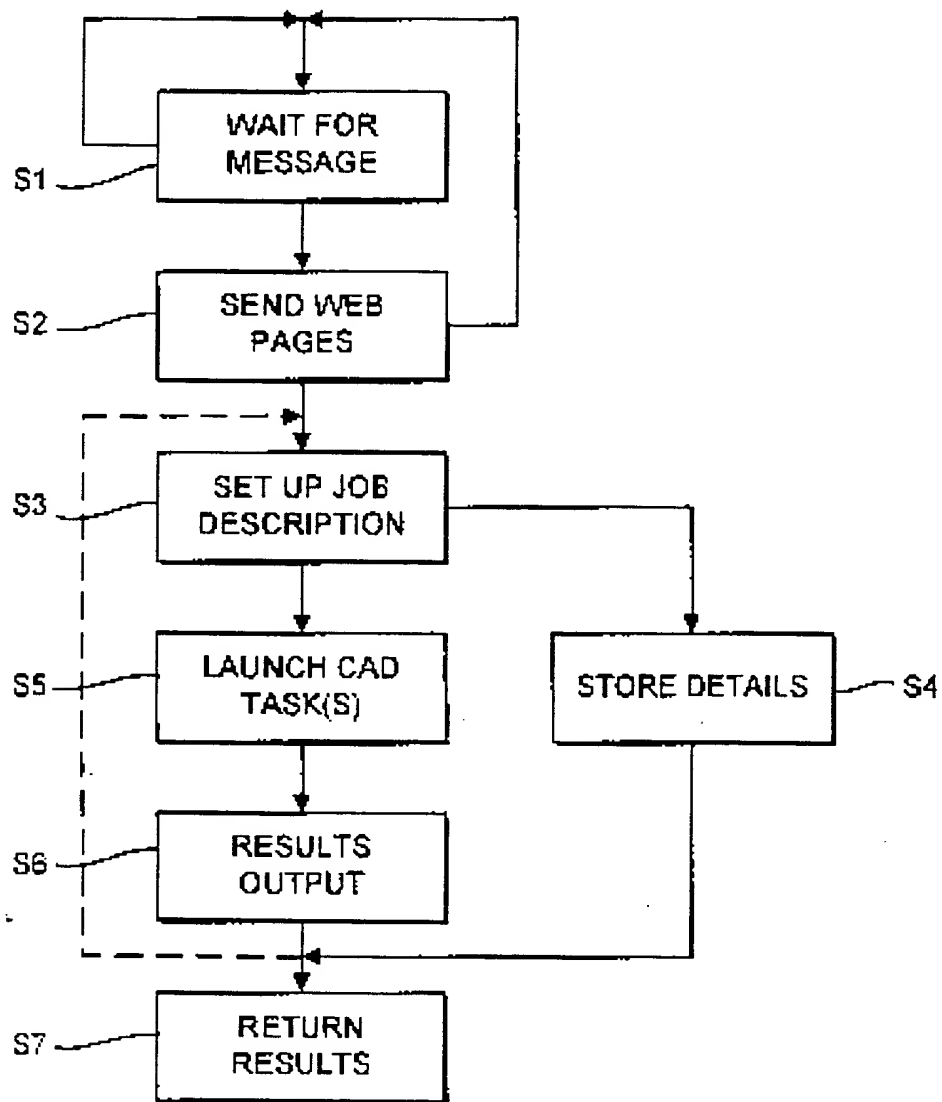 WAIT FOR
MESSAGE
S1
SEND WEB
PAGES
S2
SET UP JOB
DESCRIPTION
S3
LAUNCH CAD
TASK(S)
S5
STORE DETAILS
S4
RESULTS
OUTPUT
S6
RETURN
RESULTS
S7